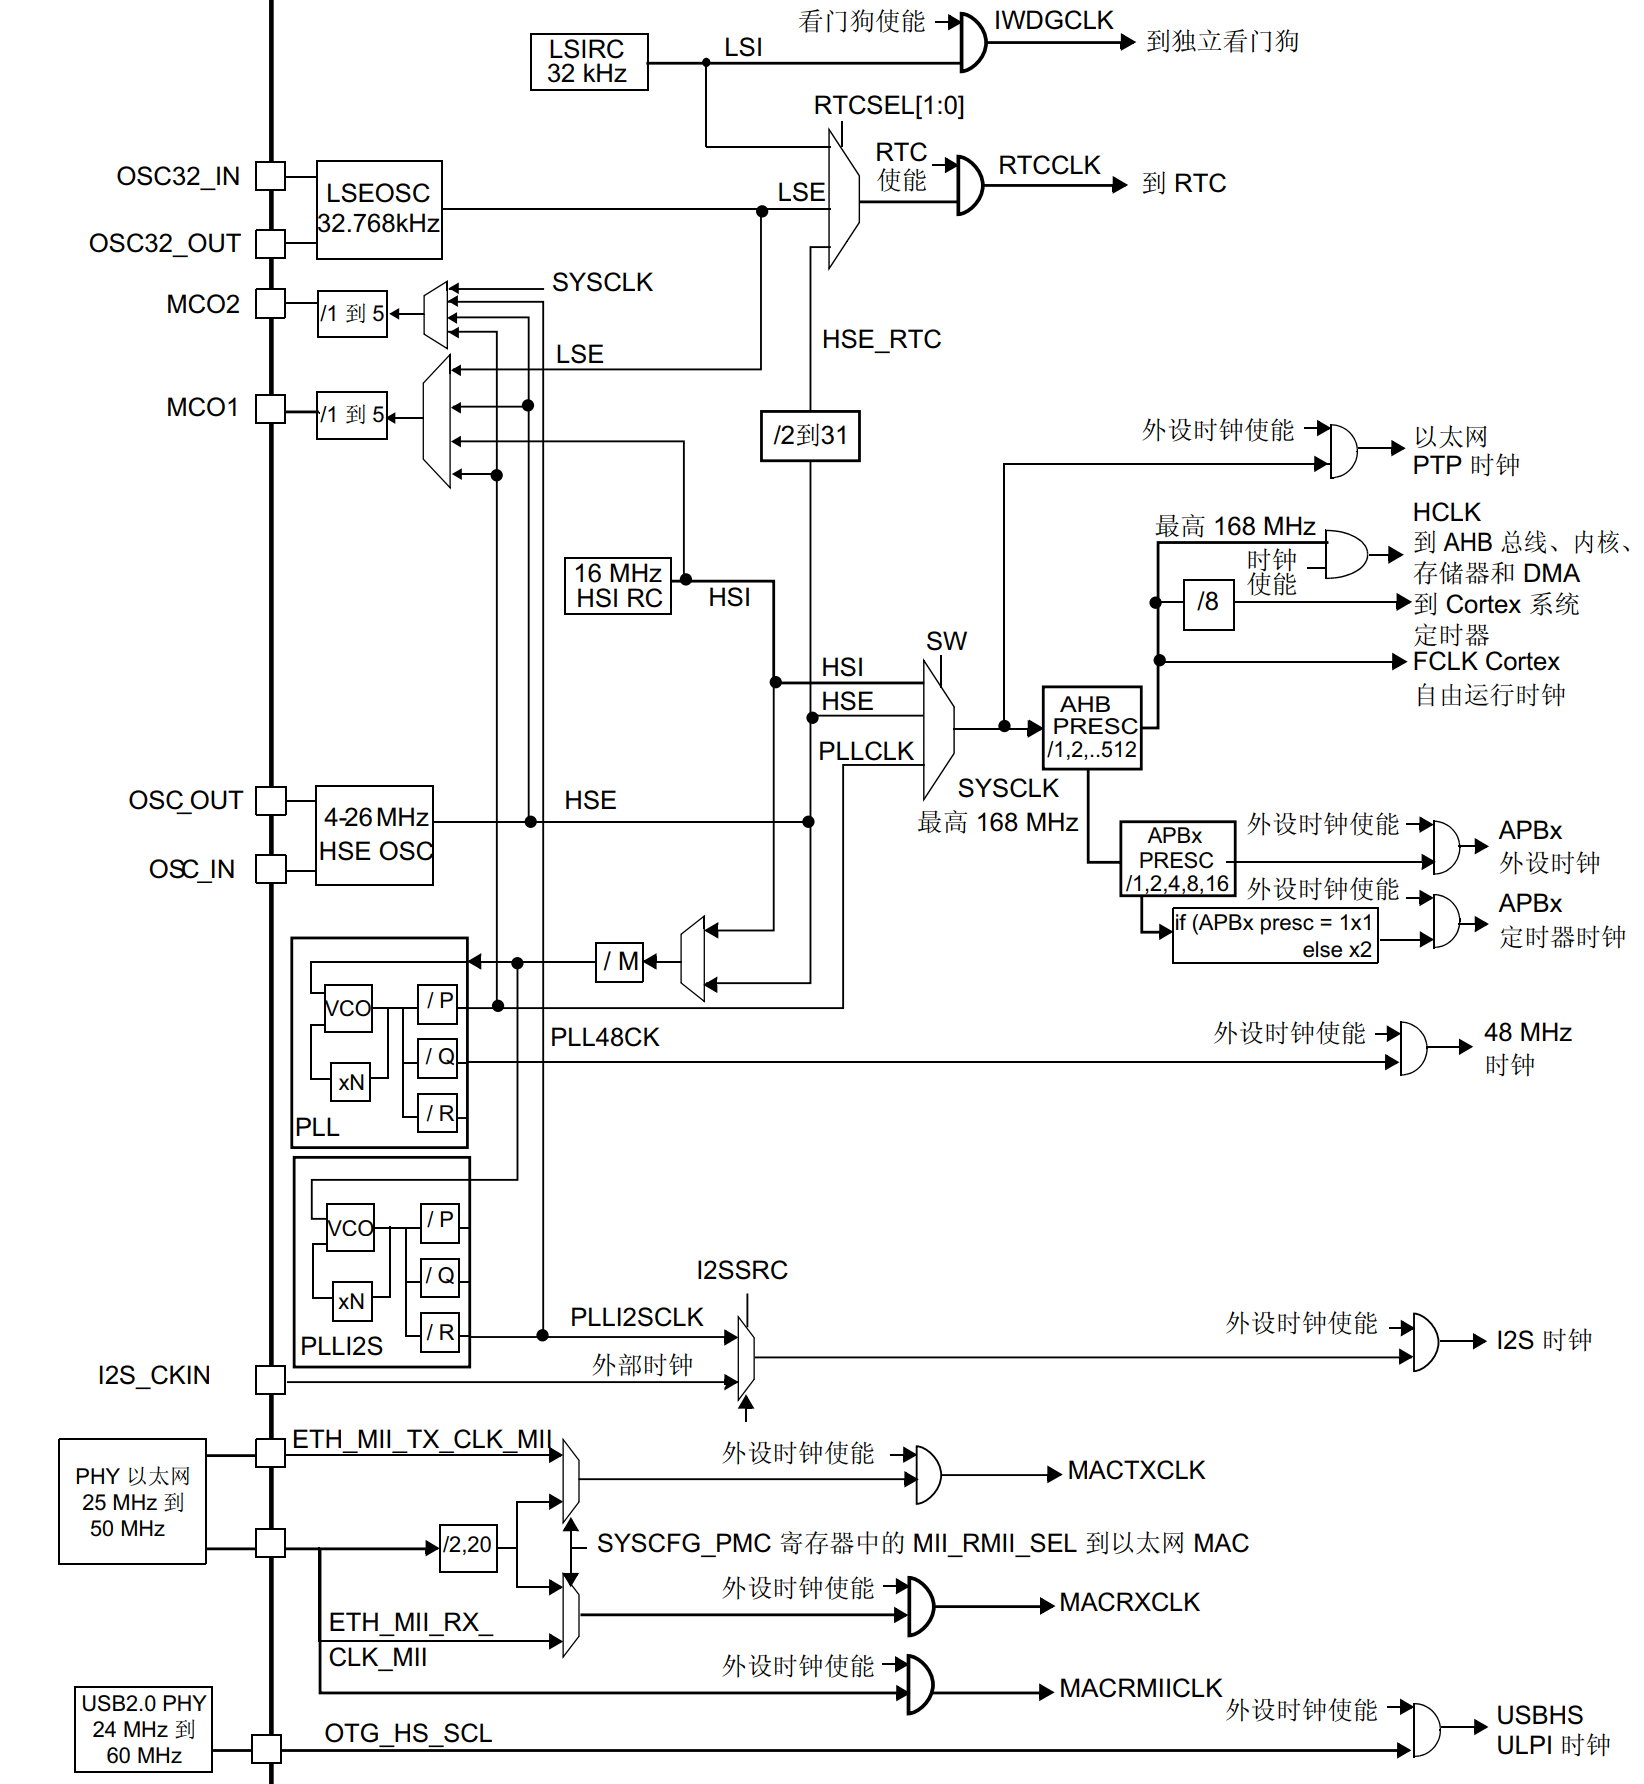 看门狗使能
IWDGCLK
到独立看门狗
LSIRC
32 kHz
LSI
RTCSEL[1:0]
RTC
使能
RTCCLK
到 RTC
OSC32_IN
LSEOSC
32.768kHz
LSE
OSC32_OUT
MCO2
/1 到 5
SYSCLK
HSE_RTC
LSE
MCO1
/1 到 5
/2到31
外设时钟使能
以太网
PTP 时钟
最高 168 MHz
时钟
使能
HCLK
到 AHB 总线、内核、
存储器和 DMA
/8
到 Cortex 系统
定时器
FCLK Cortex
自由运行时钟
16 MHz
HSI RC
HSI
SW
HSI
HSE
PLLCLK
AHB
PRESC
/1,2,..512
SYSCLK
最高 168 MHz
OSC_OUT
4-26 MHz
HSE OSC
HSE
OSC_IN
APBx
PRESC
/1,2,4,8,16
外设时钟使能
APBx
外设时钟
外设时钟使能
if (APBx presc = 1x1
else x2
APBx
定时器时钟
/ M
VCO
/ P
/ Q
xN
/ R
PLL
PLL48CK
外设时钟使能
48 MHz
时钟
VCO
/ P
/ Q
xN
/ R
PLLI2S
I2SSRC
PLLI2SCLK
外部时钟
外设时钟使能
I2S 时钟
I2S_CKIN
PHY 以太网
25 MHz 到
50 MHz
ETH_MII_TX_CLK_MII
外设时钟使能
MACTXCLK
/2,20
SYSCFG_PMC 寄存器中的 MII_RMII_SEL 到以太网 MAC
外设时钟使能
MACRXCLK
ETH_MII_RX_
CLK_MII
外设时钟使能
MACRMIICLK
USB2.0 PHY
24 MHz 到
60 MHz
OTG_HS_SCL
外设时钟使能
USBHS
ULPI 时钟